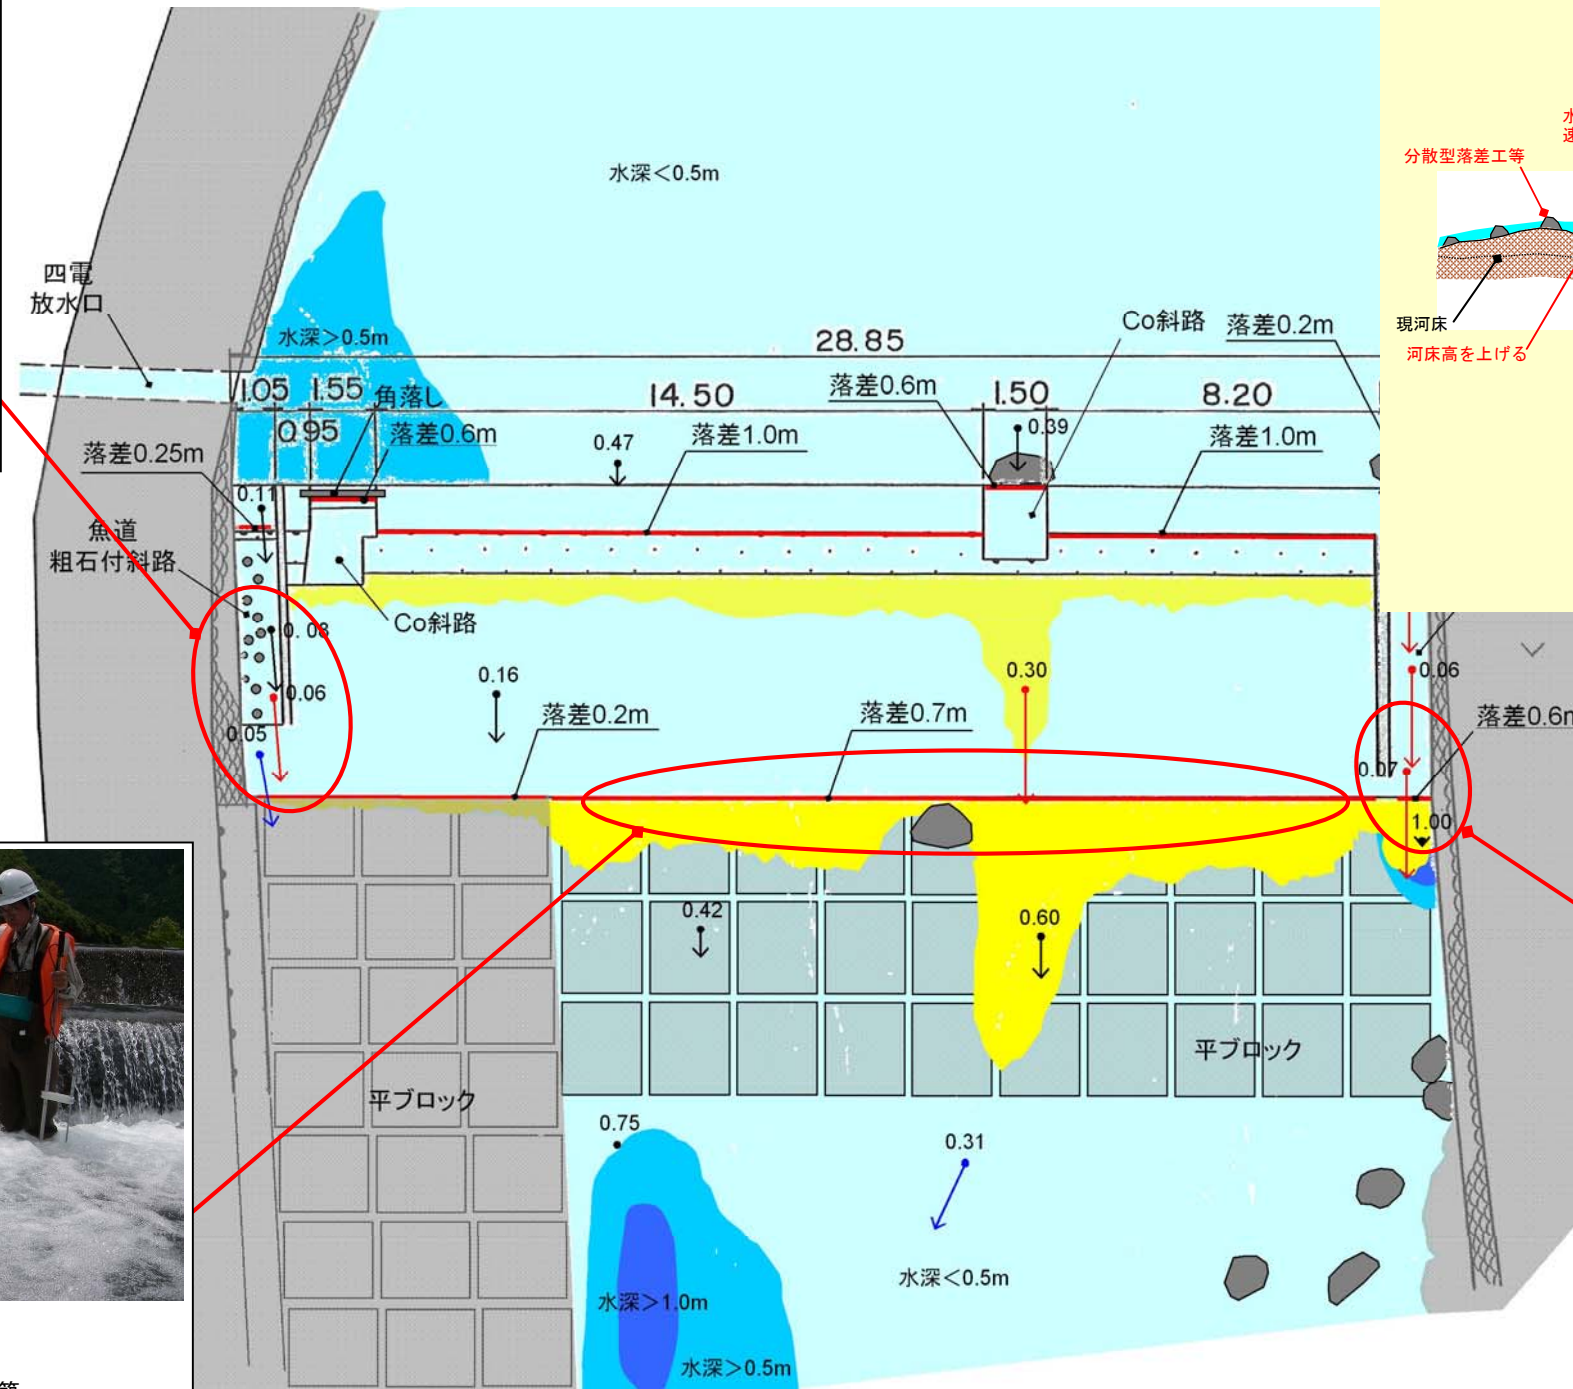 水深<0.5m
分散型落差工等
現河床
河床高を上げる
四電
放水口
水深>0.5m
28.85
Co斜路
落差0.2m
1.05
1.55
角落し
14.50
落差0.6m
1.50
8.20
0.95
落差0.6m
0.47
落差1.0m
0.39
落差1.0m
落差0.25m
0.11
魚道
粗石付斜路
Co斜路
0.03
0.06
0.05
0.16
0.30
0.06
落差0.2m
落差0.7m
落差0.6m
0.07
1.00
0.42
0.60
平ブロック
平ブロック
0.75
0.31
水深<0.5m
水深>1.0m
水深>0.5m